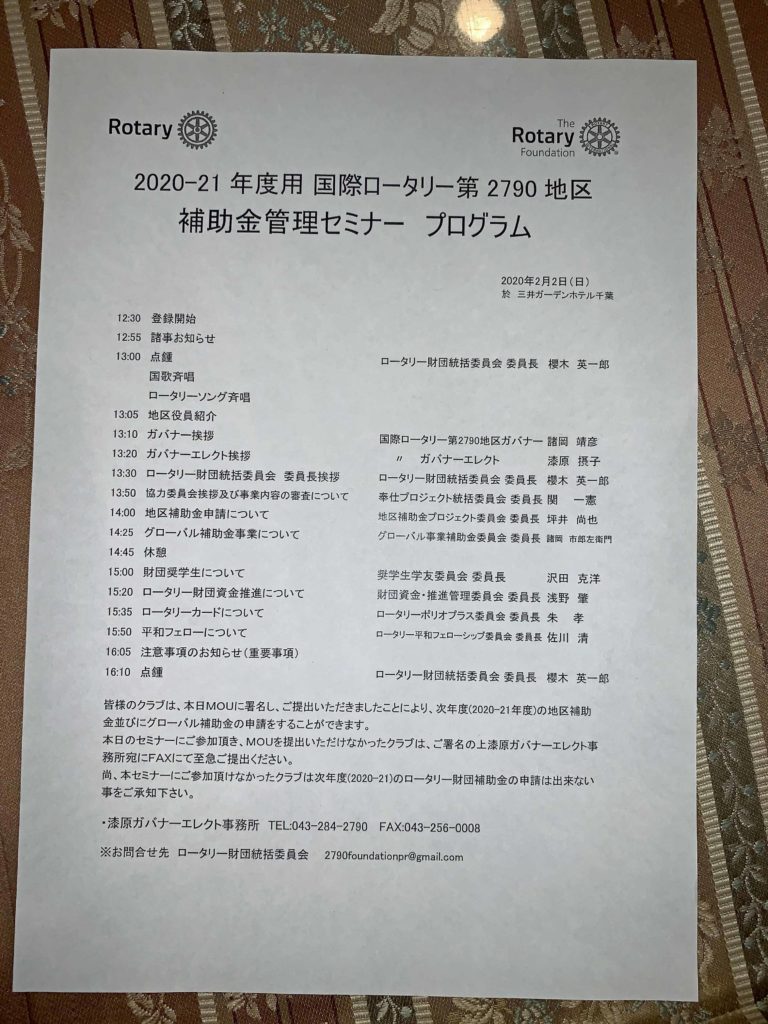 Rotary
The
Rotary
Foundation
2020-21 年度用 国際ロータリー第 2790 地区
補助金管理セミナー プログラム
2020年2月2日(日)
於 三井ガーデンホテル千葉
12:30 登録開始
12:55 諸事お知らせ
13:00 点鍾 ロータリー財団統括委員会 委員長 櫻木 英一郎
国歌斉唱
ロータリーソング斉唱
13:05 地区役員紹介
13:10 ガバナー挨拶 国際ロータリー第2790地区ガバナー 諸岡 靖彦
13:20 ガバナーエレクト挨拶 〃 ガバナーエレクト 漆原 摂子
13:30 ロータリー財団統括委員会 委員長挨拶 ロータリー財団統括委員会 委員長 櫻木 英一郎
13:50 協力委員会挨拶及び事業内容の審査について 奉仕プロジェクト統括委員会 委員長 関 一憲
14:00 地区補助金申請について 地区補助金プロジェクト委員会 委員長 坪井 尚也
14:25 グローバル補助金事業について グローバル事業補助金委員会 委員長 諸岡 市郎左衛門
14:45 休憩
15:00 財団奨学生について 奨学生学友委員会 委員長 沢田 克洋
15:20 ロータリー財団資金推進について 財団資金・推進管理委員会 委員長 浅野 肇
15:35 ロータリーカードについて ロータリーポリオプラス委員会 委員長 朱 孝
15:50 平和フェローについて ロータリー平和フェローシップ委員会 委員長 佐川 清
16:05 注意事項のお知らせ(重要事項)
16:10 点鍾 ロータリー財団統括委員会 委員長 櫻木 英一郎
皆様のクラブは、本日MOUに署名し、ご提出いただきましたことにより、次年度(2020-21年度)の地区補助
金並びにグローバル補助金の申請をすることができます。
本日のセミナーにご参加頂き、MOUを提出いただけなかったクラブは、ご署名の上漆原ガバナーエレクト事
務所宛にFAXにて至急ご提出ください。
尚、本セミナーにご参加頂けなかったクラブは次年度(2020-21)のロータリー財団補助金の申請は出来ない
事をご承知下さい。
・漆原ガバナーエレクト事務所 TEL:043-284-2790 FAX:043-256-0008
※お問合せ先 ロータリー財団統括委員会 2790foundationpr@gmail.com